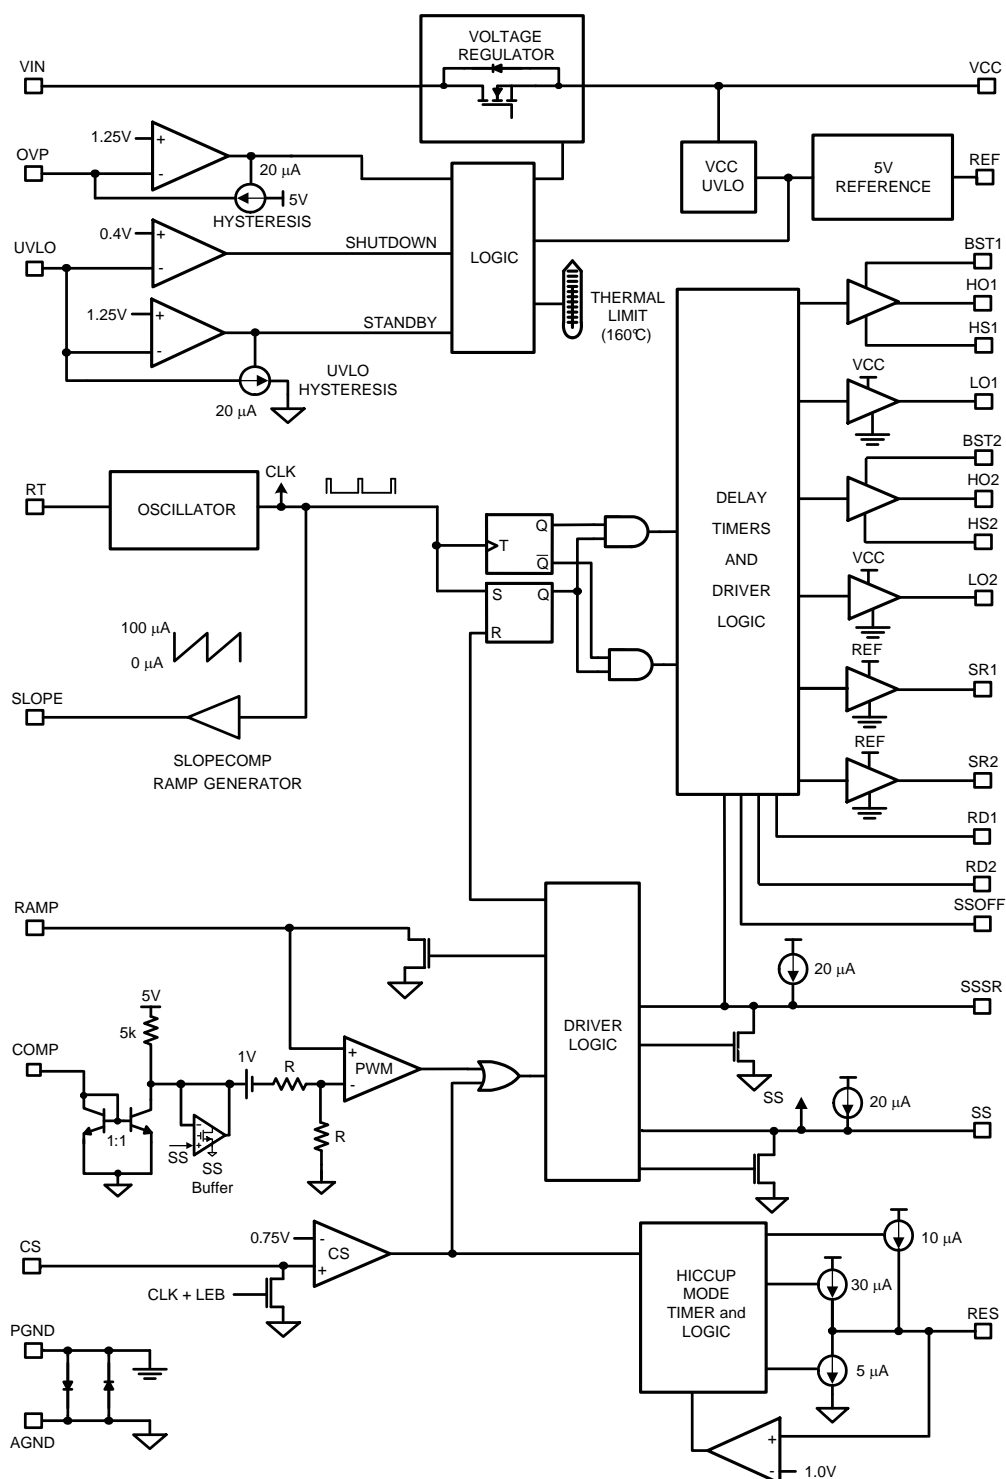 VOLTAGE
REGULATOR
VIN
VCC
1.25V
+
-
OVP
20 µA
5V
HYSTERESIS
VCC
UVLO
5V
REFERENCE
REF
0.4V
+
-
UVLO
SHUTDOWN
LOGIC
1.25V
+
-
STANDBY
THERMAL
LIMIT
(160°C)
UVLO
HYSTERESIS
20 µA
BST1
HO1
HS1
VCC
LO1
BST2
HO2
HS2
VCC
LO2
REF
SR1
REF
SR2
RD1
RD2
SSOFF
RT
OSCILLATOR
CLK
T
Q
Q
S
Q
R
DELAY
TIMERS
AND
DRIVER
LOGIC
100 µA
0 µA
SLOPE
SLOPECOMP
RAMP GENERATOR
RAMP
5V
5k
COMP
1:1
-
+
SS
SS
Buffer
1V
R
R
+
PWM
-
DRIVER
LOGIC
20 µA
SSSR
SS
20 µA
SS
0.75V
-
CS
+
CS
CLK + LEB
HICCUP
MODE
TIMER and
LOGIC
10 µA
30 µA
RES
5 µA
+
-
1.0V
PGND
AGND